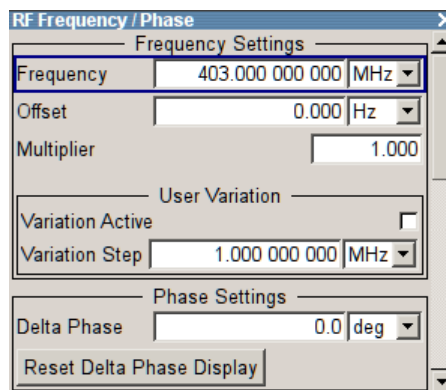 RF Frequency / Phase
Frequency Settings
Frequency 403.000 000 000 MHz
Offset 0.000 Hz
Multiplier 1.000
User Variation
Variation Active
Variation Step 1.000 000 000 MHz
Phase Settings
Delta Phase 0.0 deg
Reset Delta Phase Display